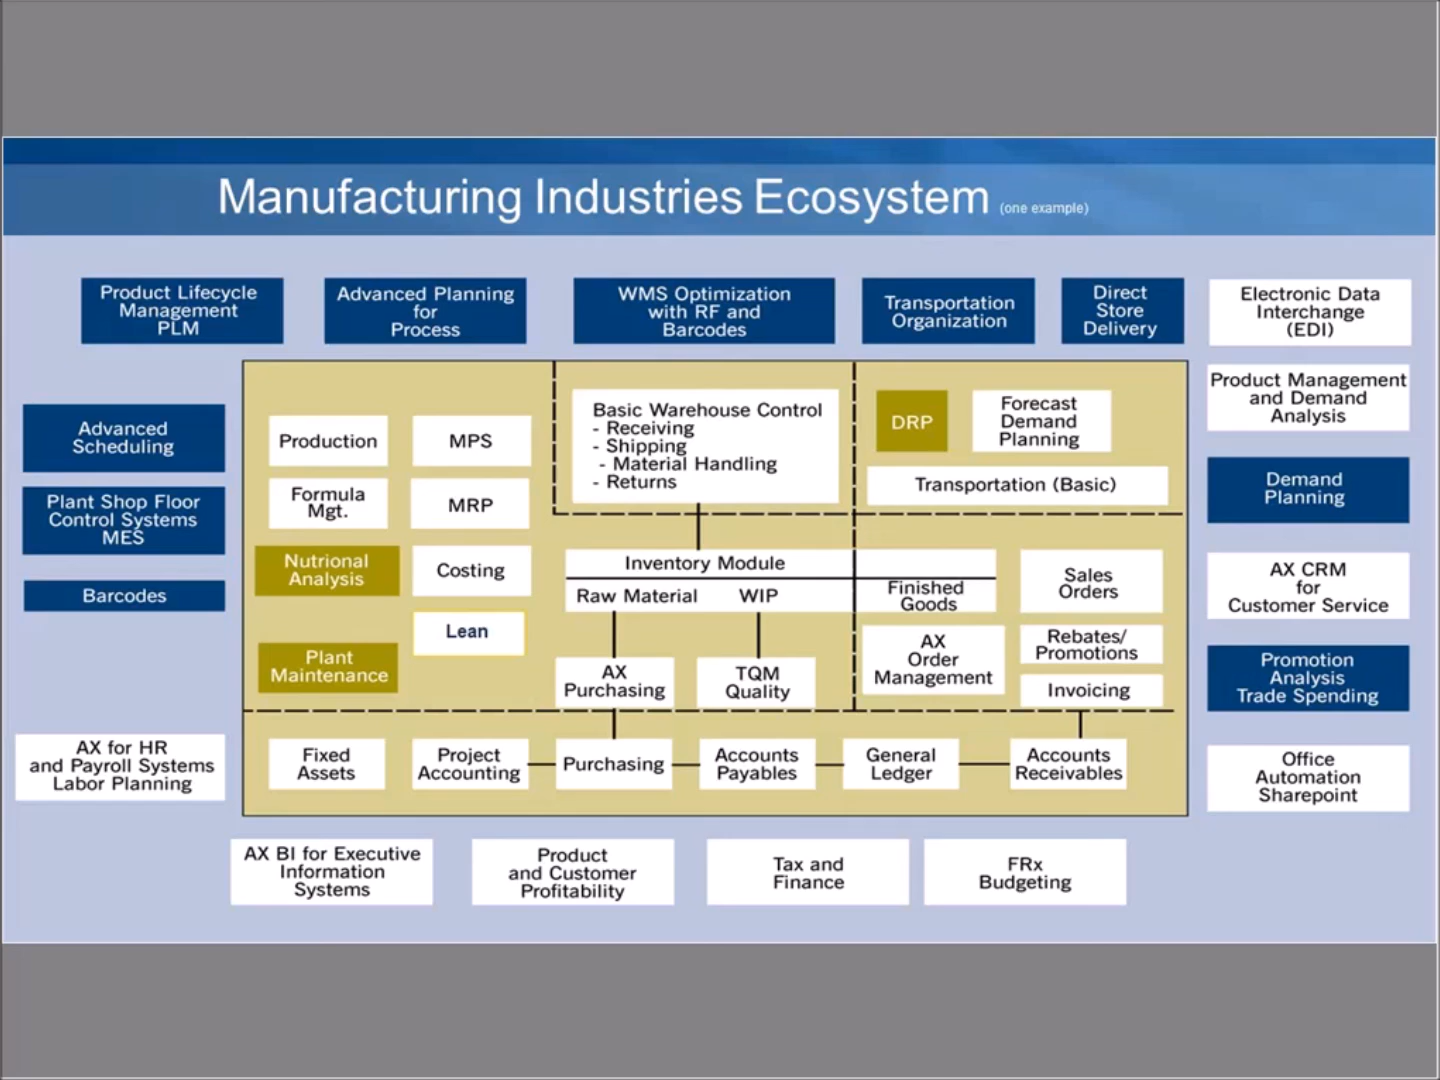 Manufacturing Industries Ecosystem (one example)
Product Lifecycle
Management
PLM
Advanced Planning
for
Process
WMS Optimization
with RF and
Barcodes
Transportation
Organization
Direct
Store
Delivery
Electronic Data
Interchange
(EDI)
Product Management
and Demand
Analysis
Advanced
Scheduling
Plant Shop Floor
Control Systems
MES
Barcodes
Production
MPS
Formula
Mgt.
MRP
Nutrional
Analysis
Costing
Lean
Plant
Maintenance
Basic Warehouse Control
- Receiving
- Shipping
- Material Handling
- Returns
DRP
Forecast
Demand
Planning
Transportation (Basic)
Inventory Module
Raw Material
WIP
Finished
Goods
Sales
Orders
AX
Purchasing
TQM
Quality
AX
Order
Management
Rebates/
Promotions
Invoicing
Demand
Planning
AX CRM
for
Customer Service
Promotion
Analysis
Trade Spending
AX for HR
and Payroll Systems
Labor Planning
Fixed
Assets
Project
Accounting
Purchasing
Accounts
Payables
General
Ledger
Accounts
Receivables
Office
Automation
Sharepoint
AX BI for Executive
Information
Systems
Product
and Customer
Profitability
Tax and
Finance
FRx
Budgeting